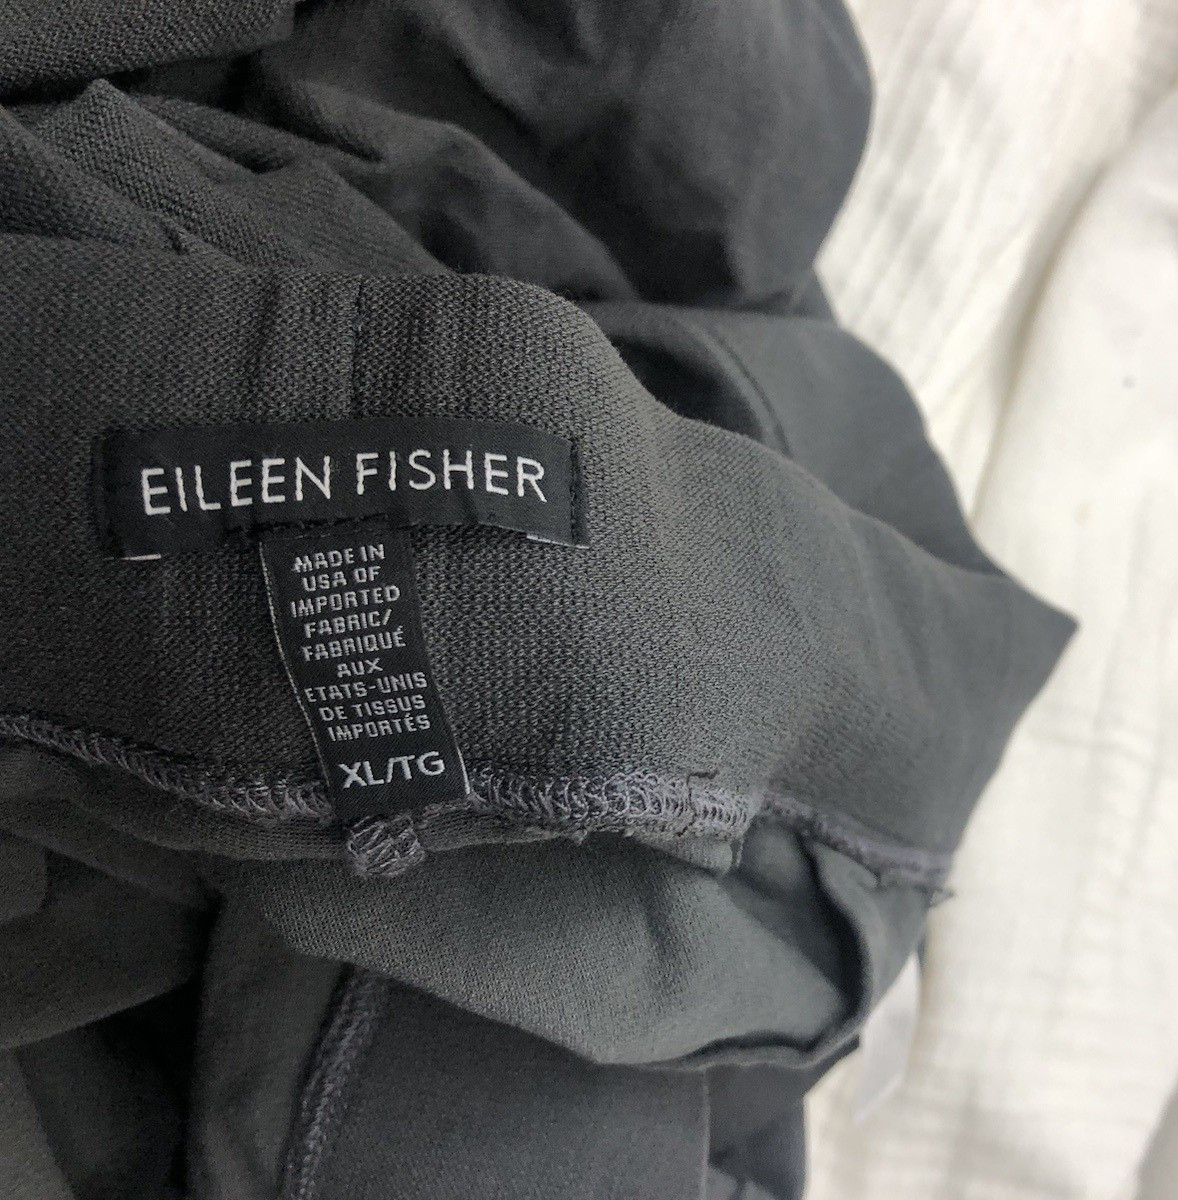 EILEEN FISHER
MADE IN
USA OF
IMPORTED
FABRIC/
FABRIQUÉ
AUX
ETATS-UNIS
DE TISSUS
IMPORTÉS
XL/TG